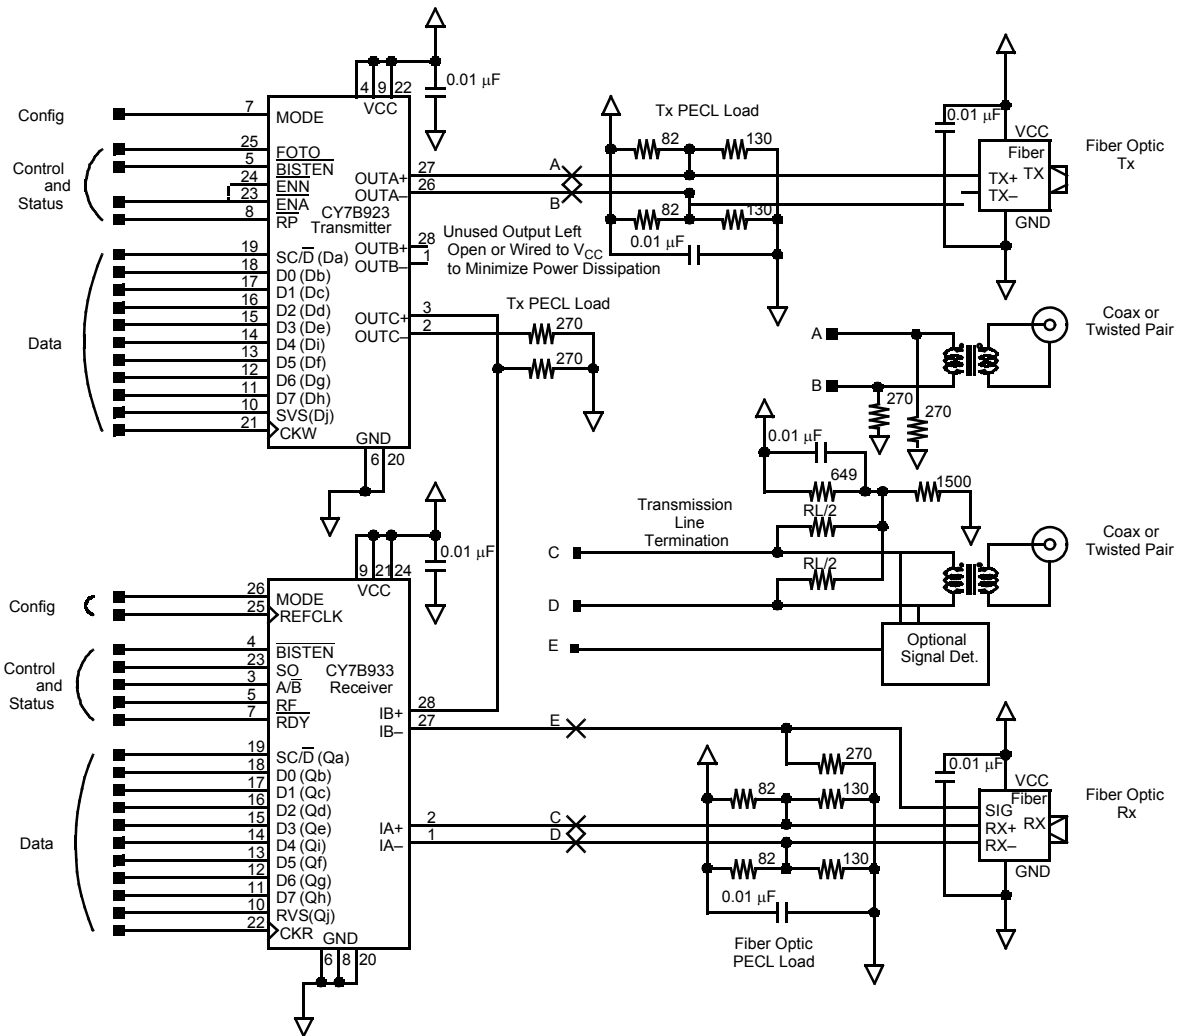 0.01 μF
4 9 22
VCC
Config
7
MODE
Control
and
Status
25
FOTO
5
BISTEN
24
ENN
23
ENA
8
RP
27
OUTA+
26
OUTA–
CY7B923
Transmitter
28
OUTB+
1
OUTB–
3
OUTC+
2
OUTC–
Data
19
SC/D (Da)
18
D0 (Db)
17
D1 (Dc)
16
D2 (Dd)
15
D3 (De)
14
D4 (Di)
13
D5 (Df)
12
D6 (Dg)
11
D7 (Dh)
10
SVS(Dj)
21
CKW
GND
6 20
Unused Output Left
Open or Wired to VCC
to Minimize Power Dissipation
Tx PECL Load
82
130
A
B
82
130
0.01 μF
Tx PECL Load
270
270
0.01 μF
VCC
Fiber
TX
TX+
TX–
GND
Fiber Optic
Tx
A
B
270
270
Coax or
Twisted Pair
0.01 μF
649
1500
RL/2
RL/2
Transmission
Line
Termination
C
D
E
Optional
Signal Det.
Coax or
Twisted Pair
0.01 μF
9 21 24
VCC
Config
26
MODE
25
REFCLK
Control
and
Status
4
BISTEN
23
SO
3
A/B
5
RF
7
RDY
CY7B933
Receiver
28
IB+
27
IB–
2
IA+
1
IA–
Data
19
SC/D (Qa)
18
D0 (Qb)
17
D1 (Qc)
16
D2 (Qd)
15
D3 (Qe)
14
D4 (Qi)
13
D5 (Qf)
12
D6 (Qg)
11
D7 (Qh)
10
RVS(Qj)
22
CKR
GND
6 8 20
E
C
D
270
82
130
82
130
0.01 μF
Fiber Optic
PECL Load
0.01 μF
VCC
Fiber
RX
SIG
RX+
RX–
GND
Fiber Optic
Rx